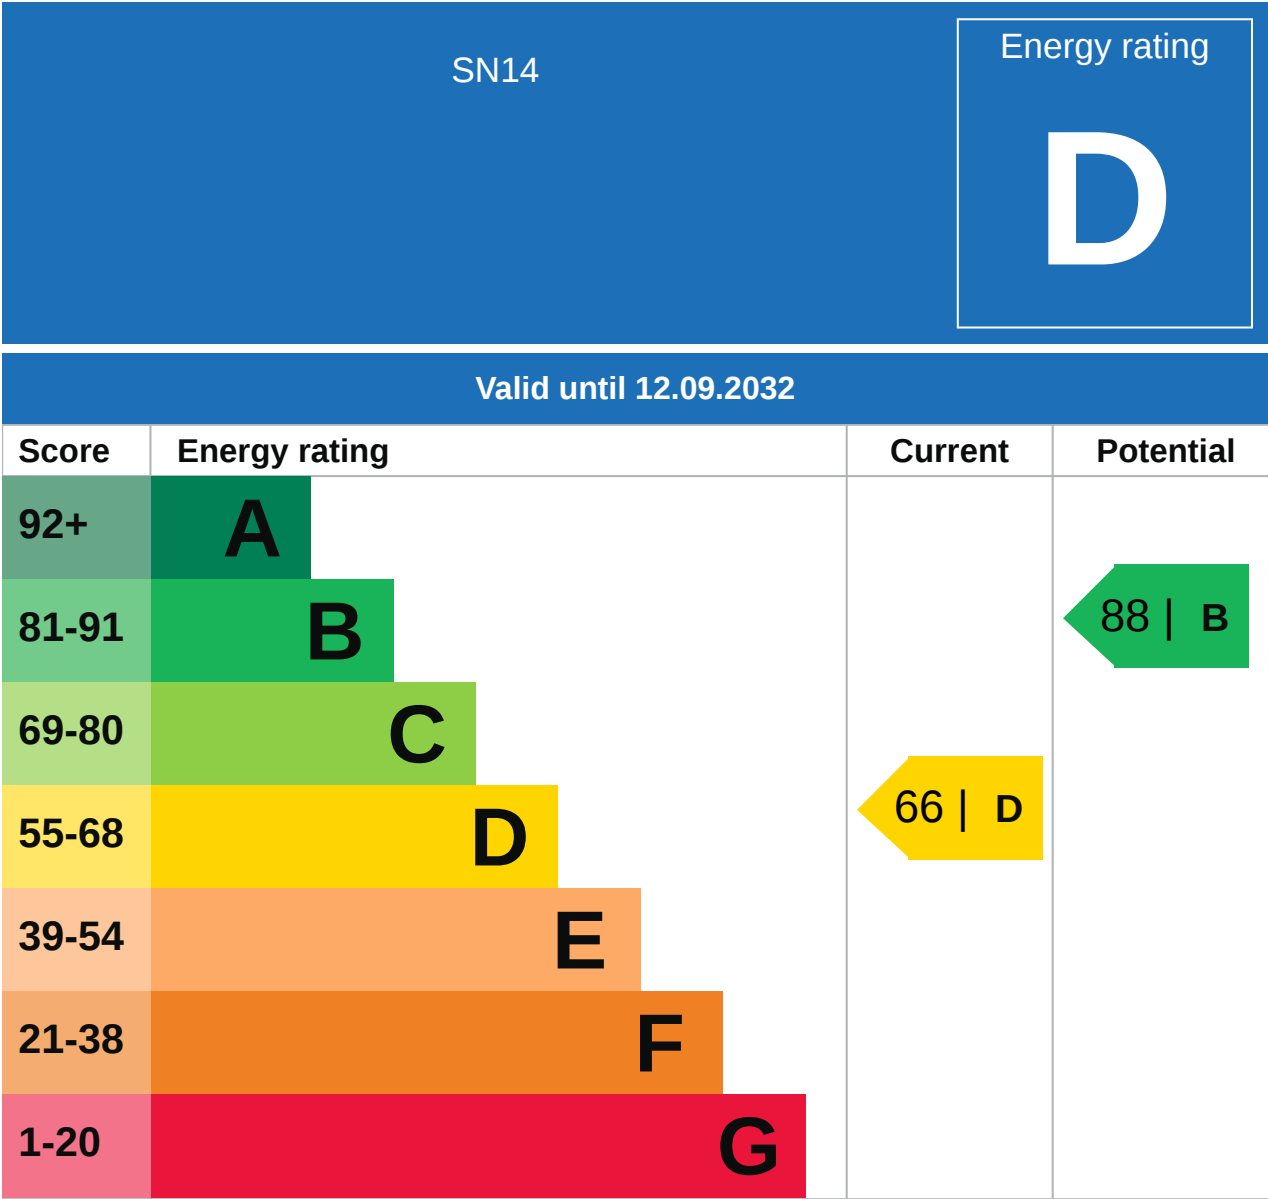 SN14
Energy rating
D
Valid until 12.09.2032
Score Energy rating Current Potential
92+ A
81-91 B 88 | B
69-80 C
55-68 D 66 | D
39-54 E
21-38 F
1-20 G